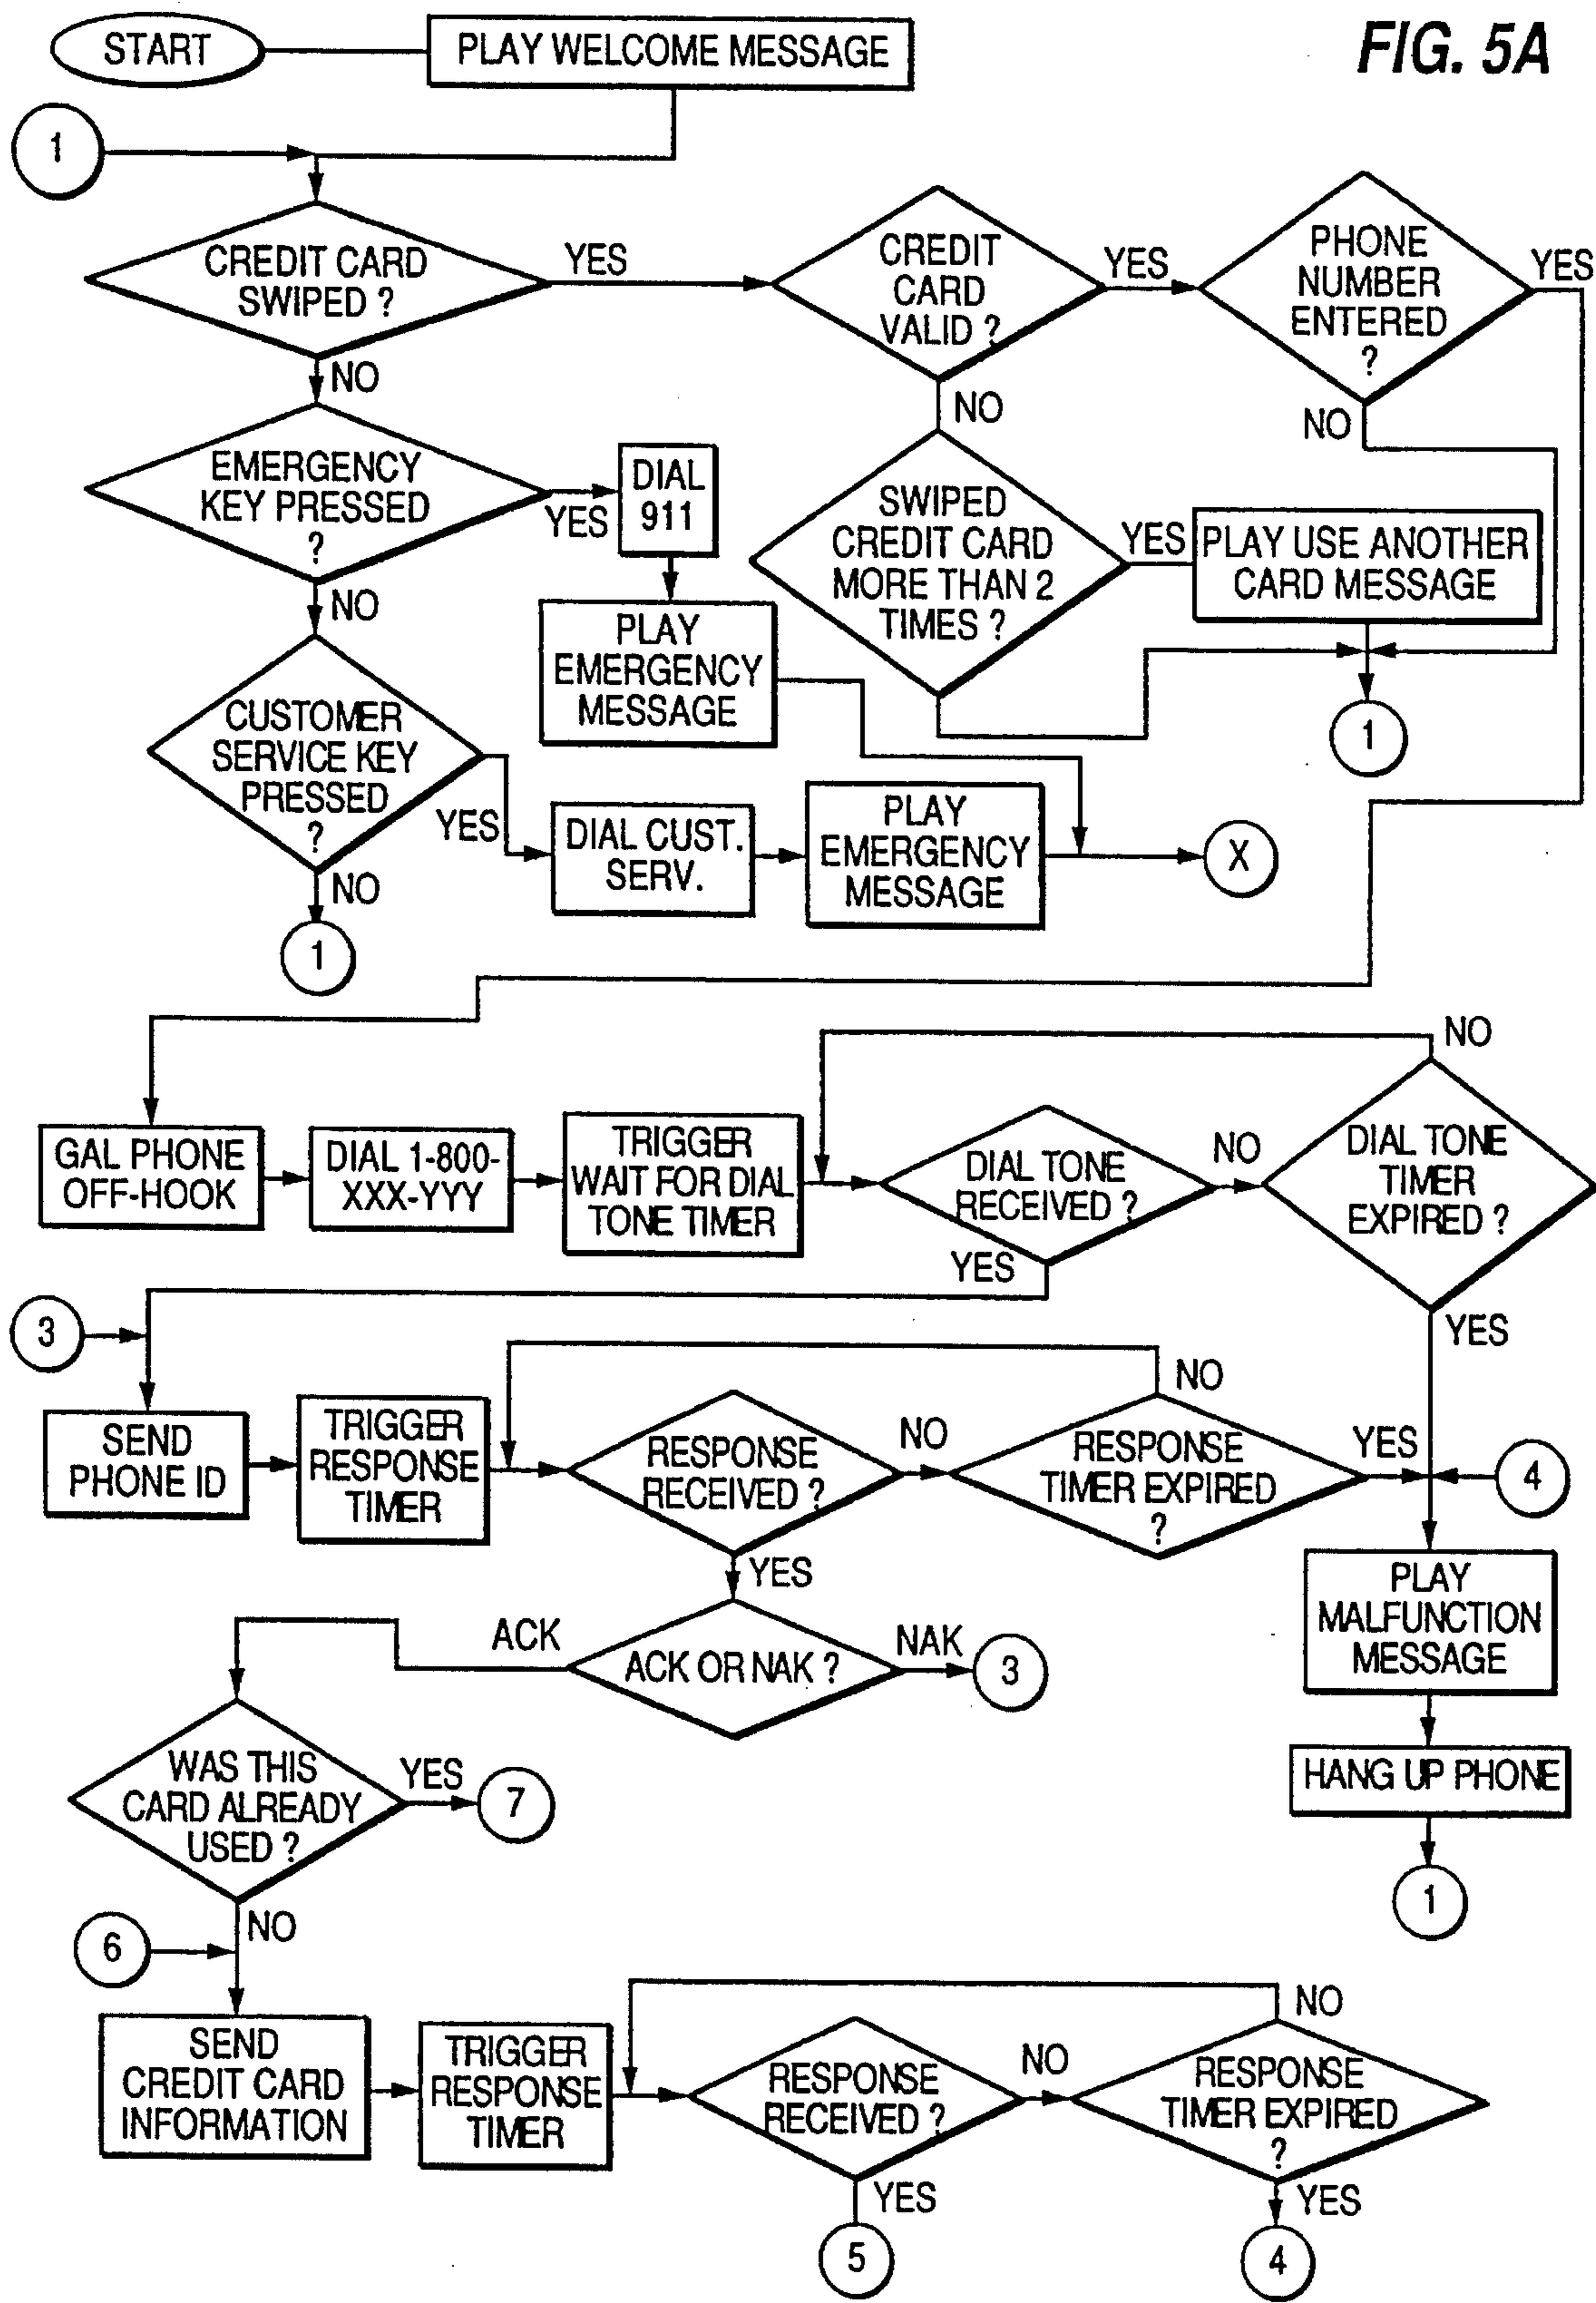 FIG. 5A
START
PLAY WELCOME MESSAGE
1
CREDIT CARD
SWIPED ?
YES
NO
CREDIT
CARD
VALID ?
YES
NO
PHONE
NUMBER
ENTERED
?
YES
NO
EMERGENCY
KEY PRESSED
?
YES
NO
DIAL
911
PLAY
EMERGENCY
MESSAGE
SWIPED
CREDIT CARD
MORE THAN 2
TIMES ?
YES
PLAY USE ANOTHER
CARD MESSAGE
1
CUSTOMER
SERVICE KEY
PRESSED
?
YES
NO
DIAL CUST.
SERV.
PLAY
EMERGENCY
MESSAGE
X
1
GAL PHONE
OFF-HOOK
DIAL 1-800-
XXX-YYY
TRIGGER
WAIT FOR DIAL
TONE TIMER
DIAL TONE
RECEIVED ?
NO
YES
DIAL TONE
TIMER
EXPIRED ?
NO
YES
3
SEND
PHONE ID
TRIGGER
RESPONSE
TIMER
RESPONSE
RECEIVED ?
NO
YES
RESPONSE
TIMER EXPIRED
?
NO
YES
4
PLAY
MALFUNCTION
MESSAGE
HANG UP PHONE
1
ACK OR NAK ?
ACK
NAK
3
WAS THIS
CARD ALREADY
USED ?
YES
7
NO
6
SEND
CREDIT CARD
INFORMATION
TRIGGER
RESPONSE
TIMER
RESPONSE
RECEIVED ?
NO
YES
5
RESPONSE
TIMER EXPIRED
?
NO
YES
4